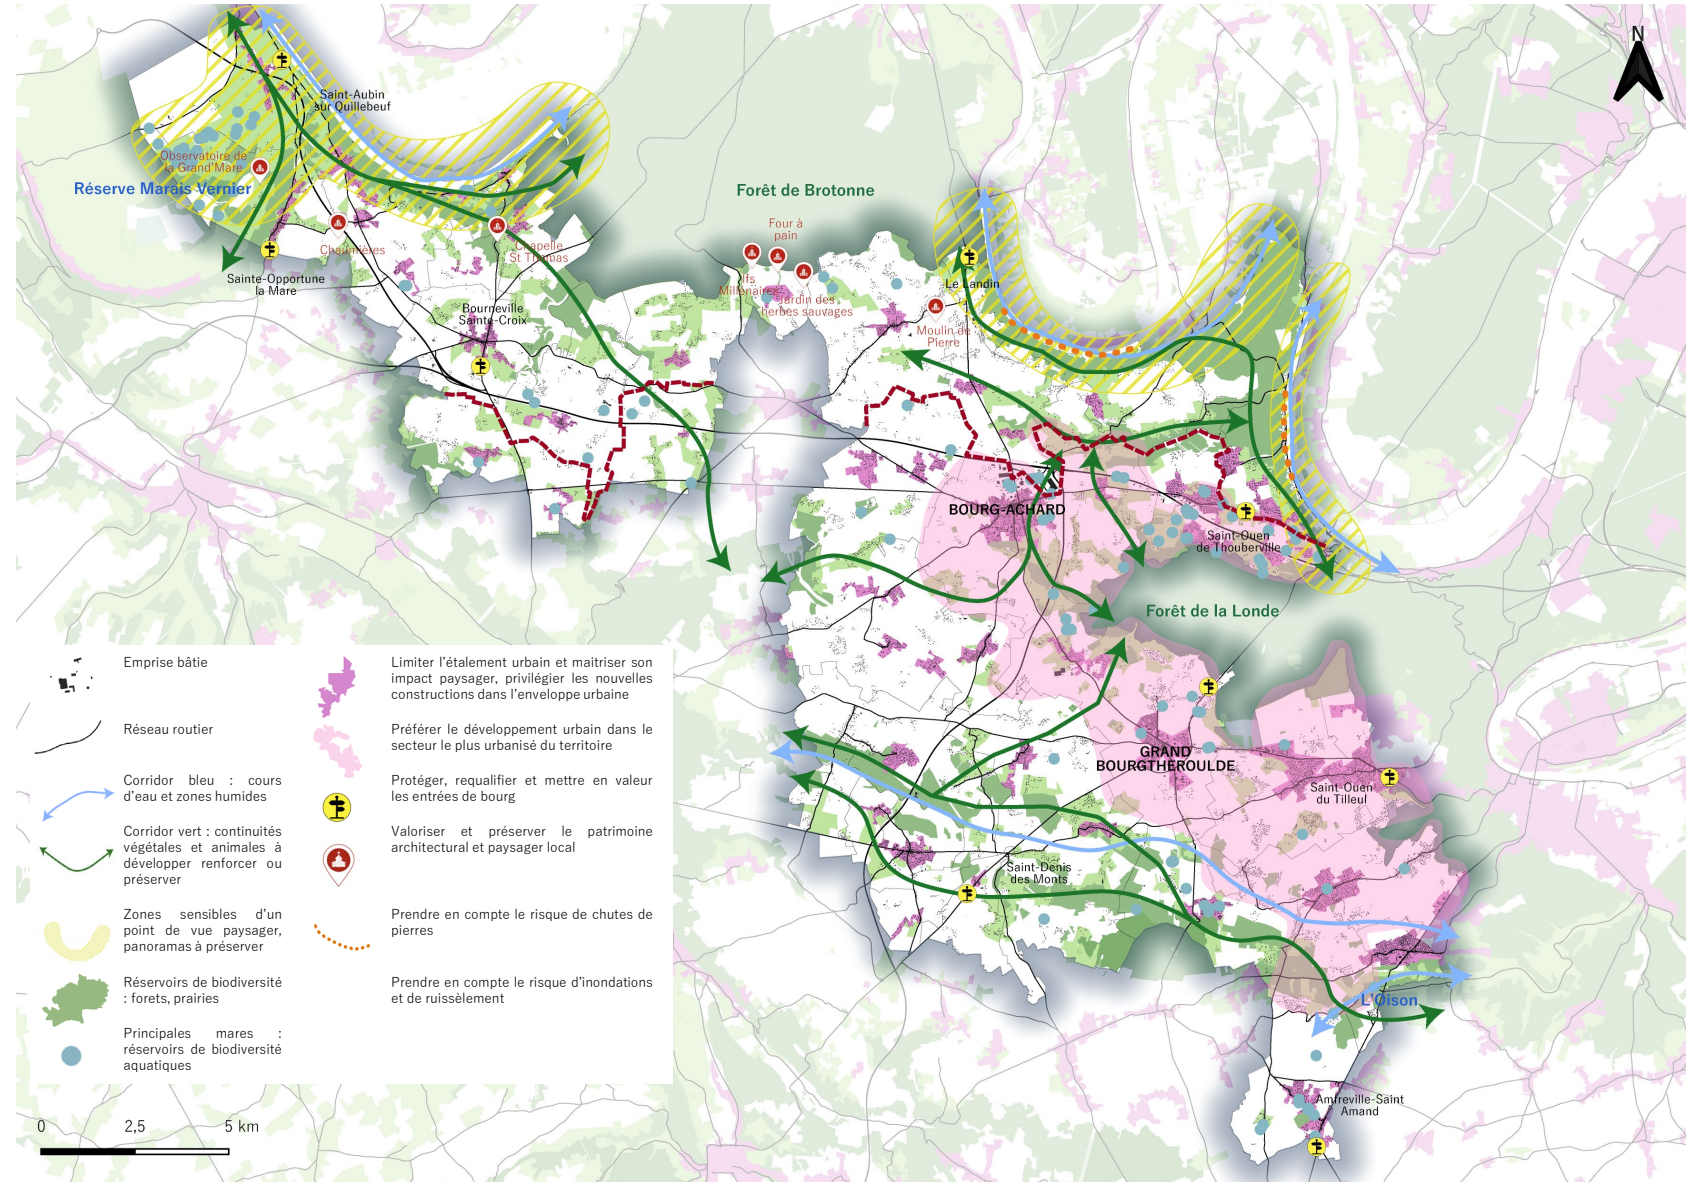 N
Saint-Aubin
sur Quillebeuf
Observatoire de
la Grand'Mare
Réserve Marais Vernier
Chaumières
Chapelle
St Thomas
Sainte-Opportune
la Mare
Bourneville
Sainte-Croix
Forêt de Brotonne
Four à
pain
Ifs
Millénaires
Jardin des
herbes sauvages
Le Landin
Moulin de
Pierre
BOURG-ACHARD
Saint-Ouen
de Thouberville
Forêt de la Londe
GRAND
BOURGTHEROULDE
Saint-Ouen
du Tilleul
Saint-Denis
des Monts
L'Oison
Amfreville-Saint
Amand
Emprise bâtie
Réseau routier
Corridor bleu : cours
d'eau et zones humides
Corridor vert : continuités
végétales et animales à
développer renforcer ou
préserver
Zones sensibles d'un
point de vue paysager,
panoramas à préserver
Réservoirs de biodiversité
: forets, prairies
Principales mares :
réservoirs de biodiversité
aquatiques
Limiter l'étalement urbain et maitriser son
impact paysager, privilégier les nouvelles
constructions dans l'enveloppe urbaine
Préférer le développement urbain dans le
secteur le plus urbanisé du territoire
Protéger, requalifier et mettre en valeur
les entrées de bourg
Valoriser et préserver le patrimoine
architectural et paysager local
Prendre en compte le risque de chutes de
pierres
Prendre en compte le risque d'inondations
et de ruissèlement
0 2,5 5 km